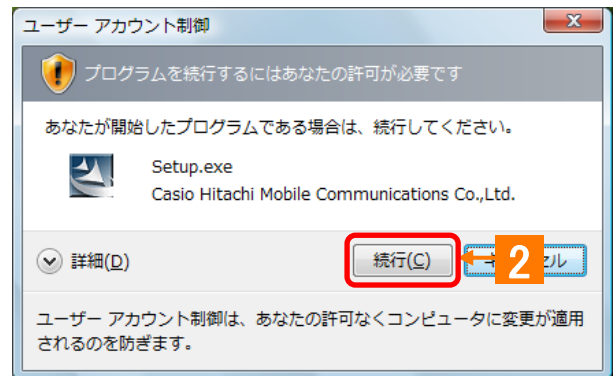 ユーザー アカウント制御
プログラムを続行するにはあなたの許可が必要です
あなたが開始したプログラムである場合は、続行してください。
Setup.exe
Casio Hitachi Mobile Communications Co.,Ltd.
詳細(D)
続行(C)
2
ル
ユーザー アカウント制御は、あなたの許可なくコンピュータに変更が適用
されるのを防ぎます。